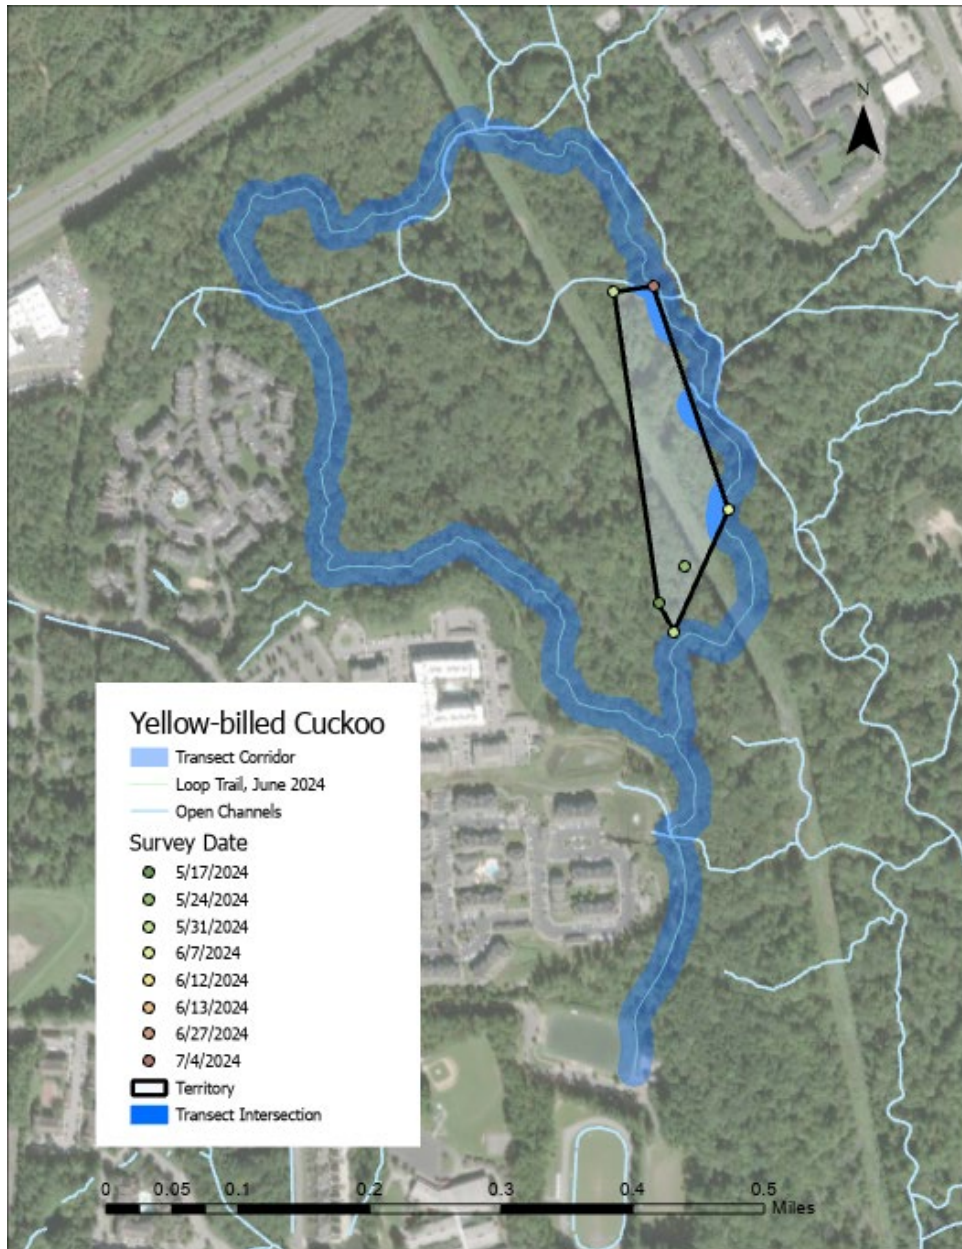 N
Yellow-billed Cuckoo
Transect Corridor
Loop Trail, June 2024
Open Channels
Survey Date
5/17/2024
5/24/2024
5/31/2024
6/7/2024
6/12/2024
6/13/2024
6/27/2024
7/4/2024
Territory
Transect Intersection
0 0.05 0.1 0.2 0.3 0.4 0.5
Miles